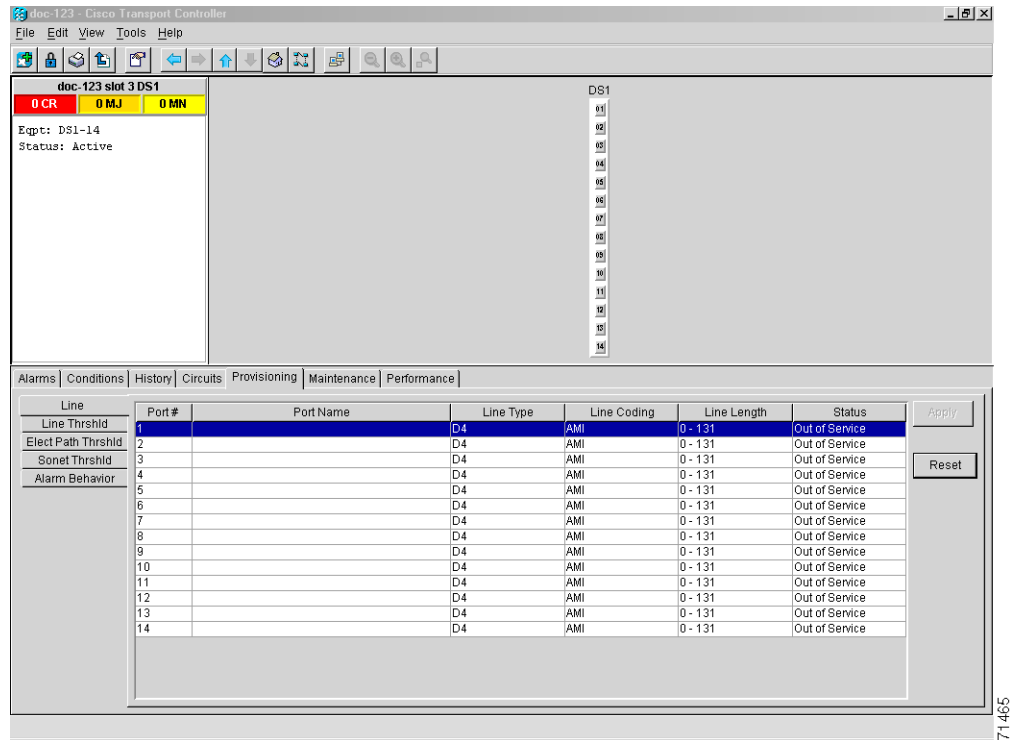 doc-123 - Cisco Transport Controller
File Edit View Tools Help
doc-123 slot 3 DS1
0 CR 0 MJ 0 MN
Eqpt: DS1-14
Status: Active
DS1
01
02
03
04
05
06
07
08
09
10
11
12
13
14
Alarms Conditions History Circuits Provisioning Maintenance Performance
Line
Line Thrshld
Elect Path Thrshld
Sonet Thrshld
Alarm Behavior
Port # Port Name Line Type Line Coding Line Length Status
1 D4 AMI 0 - 131 Out of Service
2 D4 AMI 0 - 131 Out of Service
3 D4 AMI 0 - 131 Out of Service
4 D4 AMI 0 - 131 Out of Service
5 D4 AMI 0 - 131 Out of Service
6 D4 AMI 0 - 131 Out of Service
7 D4 AMI 0 - 131 Out of Service
8 D4 AMI 0 - 131 Out of Service
9 D4 AMI 0 - 131 Out of Service
10 D4 AMI 0 - 131 Out of Service
11 D4 AMI 0 - 131 Out of Service
12 D4 AMI 0 - 131 Out of Service
13 D4 AMI 0 - 131 Out of Service
14 D4 AMI 0 - 131 Out of Service
Apply
Reset
71465